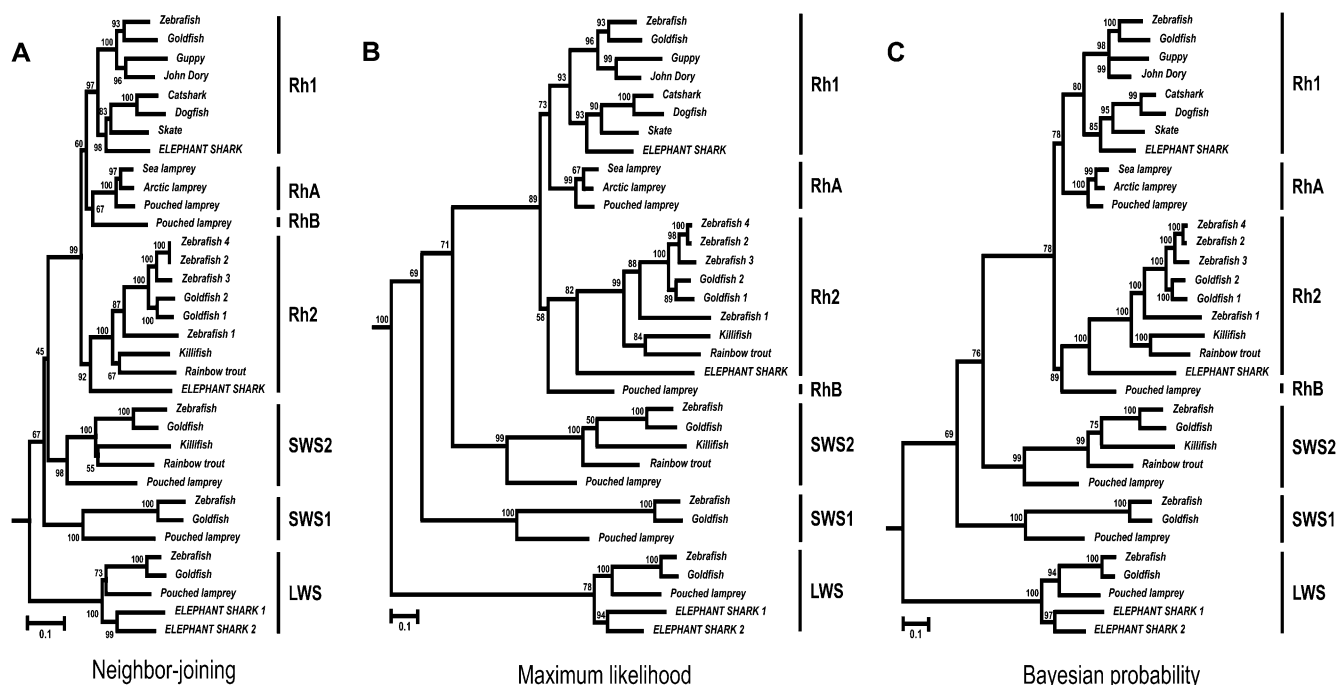 A
93
Zebrafish
Goldfish
100
Guppy
96
John Dory
97
100
Catshark
83
Dogfish
Skate
98
ELEPHANT SHARK
Rh1
60
97
Sea lamprey
100
Arctic lamprey
Pouched lamprey
RhA
67
Pouched lamprey
RhB
99
100
Zebrafish 4
Zebrafish 2
100
Zebrafish 3
100
Goldfish 2
100
Goldfish 1
87
Zebrafish 1
100
Killifish
67
Rainbow trout
92
ELEPHANT SHARK
Rh2
45
100
Zebrafish
Goldfish
100
Killifish
55
Rainbow trout
98
Pouched lamprey
SWS2
67
100
Zebrafish
Goldfish
100
Pouched lamprey
SWS1
100
Zebrafish
Goldfish
73
Pouched lamprey
100
ELEPHANT SHARK 1
99
ELEPHANT SHARK 2
LWS
0.1
Neighbor-joining
B
93
Zebrafish
Goldfish
96
Guppy
99
John Dory
93
100
Catshark
90
Dogfish
93
Skate
ELEPHANT SHARK
Rh1
73
67
Sea lamprey
99
Arctic lamprey
Pouched lamprey
RhA
89
100
Zebrafish 4
98
Zebrafish 2
100
Zebrafish 3
Goldfish 2
89
Goldfish 1
88
Zebrafish 1
99
84
Killifish
Rainbow trout
82
ELEPHANT SHARK
Rh2
58
Pouched lamprey
RhB
71
50
Zebrafish
Goldfish
100
Killifish
Rainbow trout
99
Pouched lamprey
SWS2
69
100
Zebrafish
Goldfish
100
Pouched lamprey
SWS1
100
100
Zebrafish
Goldfish
100
Pouched lamprey
78
ELEPHANT SHARK 1
94
ELEPHANT SHARK 2
LWS
0.1
Maximum likelihood
C
100
Zebrafish
Goldfish
98
Guppy
99
John Dory
80
99
Catshark
95
Dogfish
85
Skate
ELEPHANT SHARK
Rh1
78
99
Sea lamprey
100
Arctic lamprey
Pouched lamprey
RhA
78
100
Zebrafish 4
100
Zebrafish 2
100
Zebrafish 3
Goldfish 2
100
Goldfish 1
100
Zebrafish 1
100
100
Killifish
Rainbow trout
100
ELEPHANT SHARK
Rh2
89
Pouched lamprey
RhB
76
100
Zebrafish
75
Goldfish
99
Killifish
Rainbow trout
99
Pouched lamprey
SWS2
69
100
Zebrafish
Goldfish
100
Pouched lamprey
SWS1
100
Zebrafish
94
Goldfish
Pouched lamprey
100
ELEPHANT SHARK 1
97
ELEPHANT SHARK 2
LWS
0.1
Bayesian probability